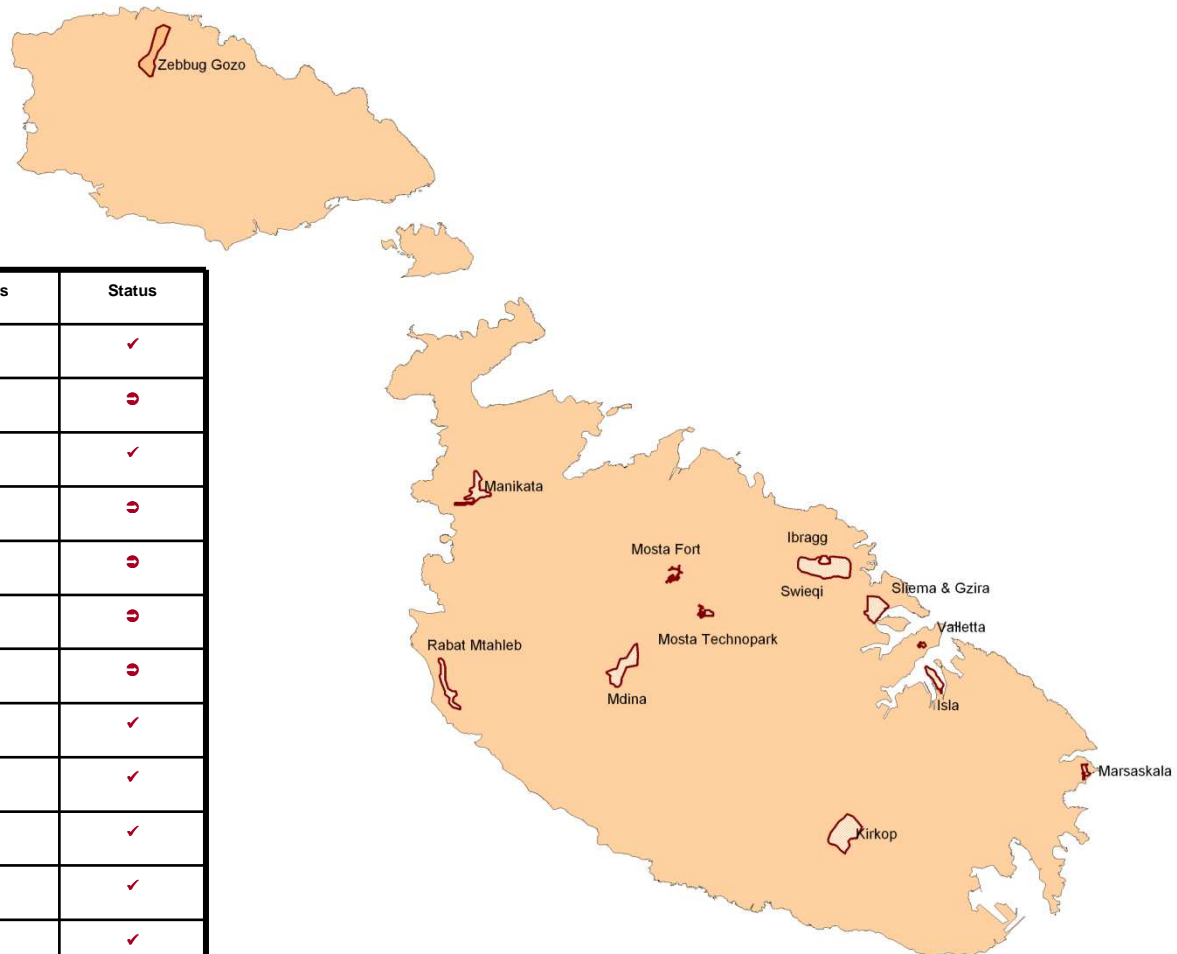 Zebbug Gozo
s Status
✓
➲
✓
➲
➲
➲
➲
✓
✓
✓
✓
✓
Manikata
Ibragg
Mosta Fort
Swieqi
Sliema & Gzira
Valletta
Mosta Technopark
Rabat Mtahleb
Mdina
Isla
Marsaskala
Kirkop